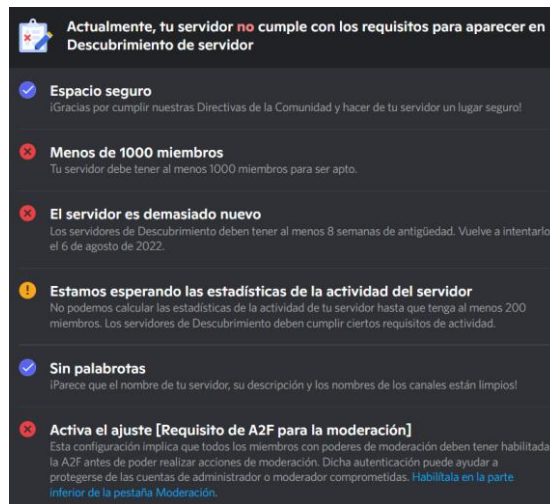 Actualmente, tu servidor no cumple con los requisitos para aparecer en
Descubrimiento de servidor
Espacio seguro
¡Gracias por cumplir nuestras Directivas de la Comunidad y hacer de tu servidor un lugar seguro!
Menos de 1000 miembros
Tu servidor debe tener al menos 1000 miembros para ser apto.
El servidor es demasiado nuevo
Los servidores de Descubrimiento deben tener al menos 8 semanas de antigüedad. Vuelve a intentarlo
el 6 de agosto de 2022.
Estamos esperando las estadísticas de la actividad del servidor
No podemos calcular las estadísticas de la actividad de tu servidor hasta que tenga al menos 200
miembros. Los servidores de Descubrimiento deben cumplir ciertos requisitos de actividad.
Sin palabrotas
¡Parece que el nombre de tu servidor, su descripción y los nombres de los canales están limpios!
Activa el ajuste [Requisito de A2F para la moderación]
Esta configuración implica que todos los miembros con poderes de moderación deben tener habilitada
la A2F antes de poder realizar acciones de moderación. Dicha autenticación puede ayudar a
protegerse de las cuentas de administrador o moderador comprometidas. Habilítala en la parte
inferior de la pestaña Moderación.